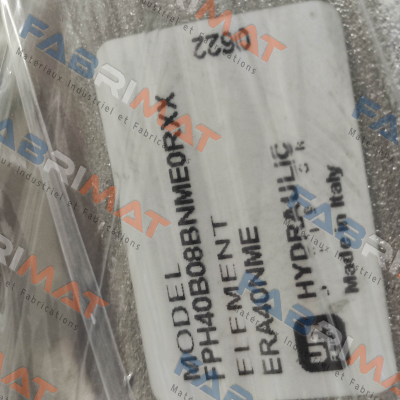 0622
MODEL
FPH40B08BNME0RXX
ELEMENT
ERA40NME
UFI
HYDRAULIC
Made in Italy
FABRIMAT
Matériaux Industriel et Fabrications